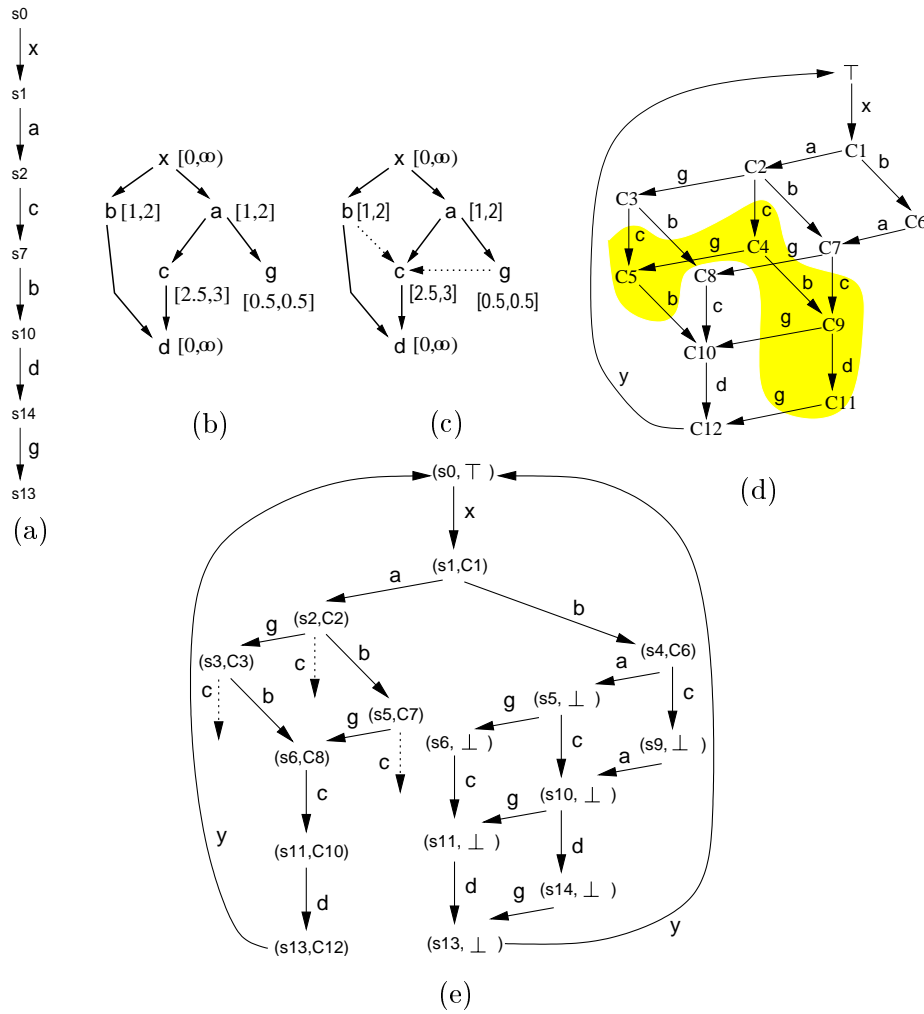 s0
x
s1
a
s2
c
s7
b
s10
d
s14
g
s13
(a)
x [0,∞)
b [1,2] a [1,2]
c g
[2.5,3] [0.5,0.5]
d [0,∞)
(b)
x [0,∞)
b [1,2] a [1,2]
c g
[2.5,3] [0.5,0.5]
d [0,∞)
(c)
⊤
x
a C1
g C2 b
C3 b C6
c b c g a C7
C5 g C4 C8 b c
b c g C9
C10 d
y d g C11
C12
(d)
(s0, ⊤ )
x
(s1,C1)
a b
(s2,C2)
g (s4,C6)
(s3,C3) c b a c
c b (s5,C7) (s5, ⊥ )
g g (s9, ⊥ )
(s6,C8) c (s6, ⊥ ) c a
c c g (s10, ⊥ )
y (s11,C10) (s11, ⊥ ) d
d d g (s14, ⊥ )
(s13,C12) (s13, ⊥ ) y
(e)